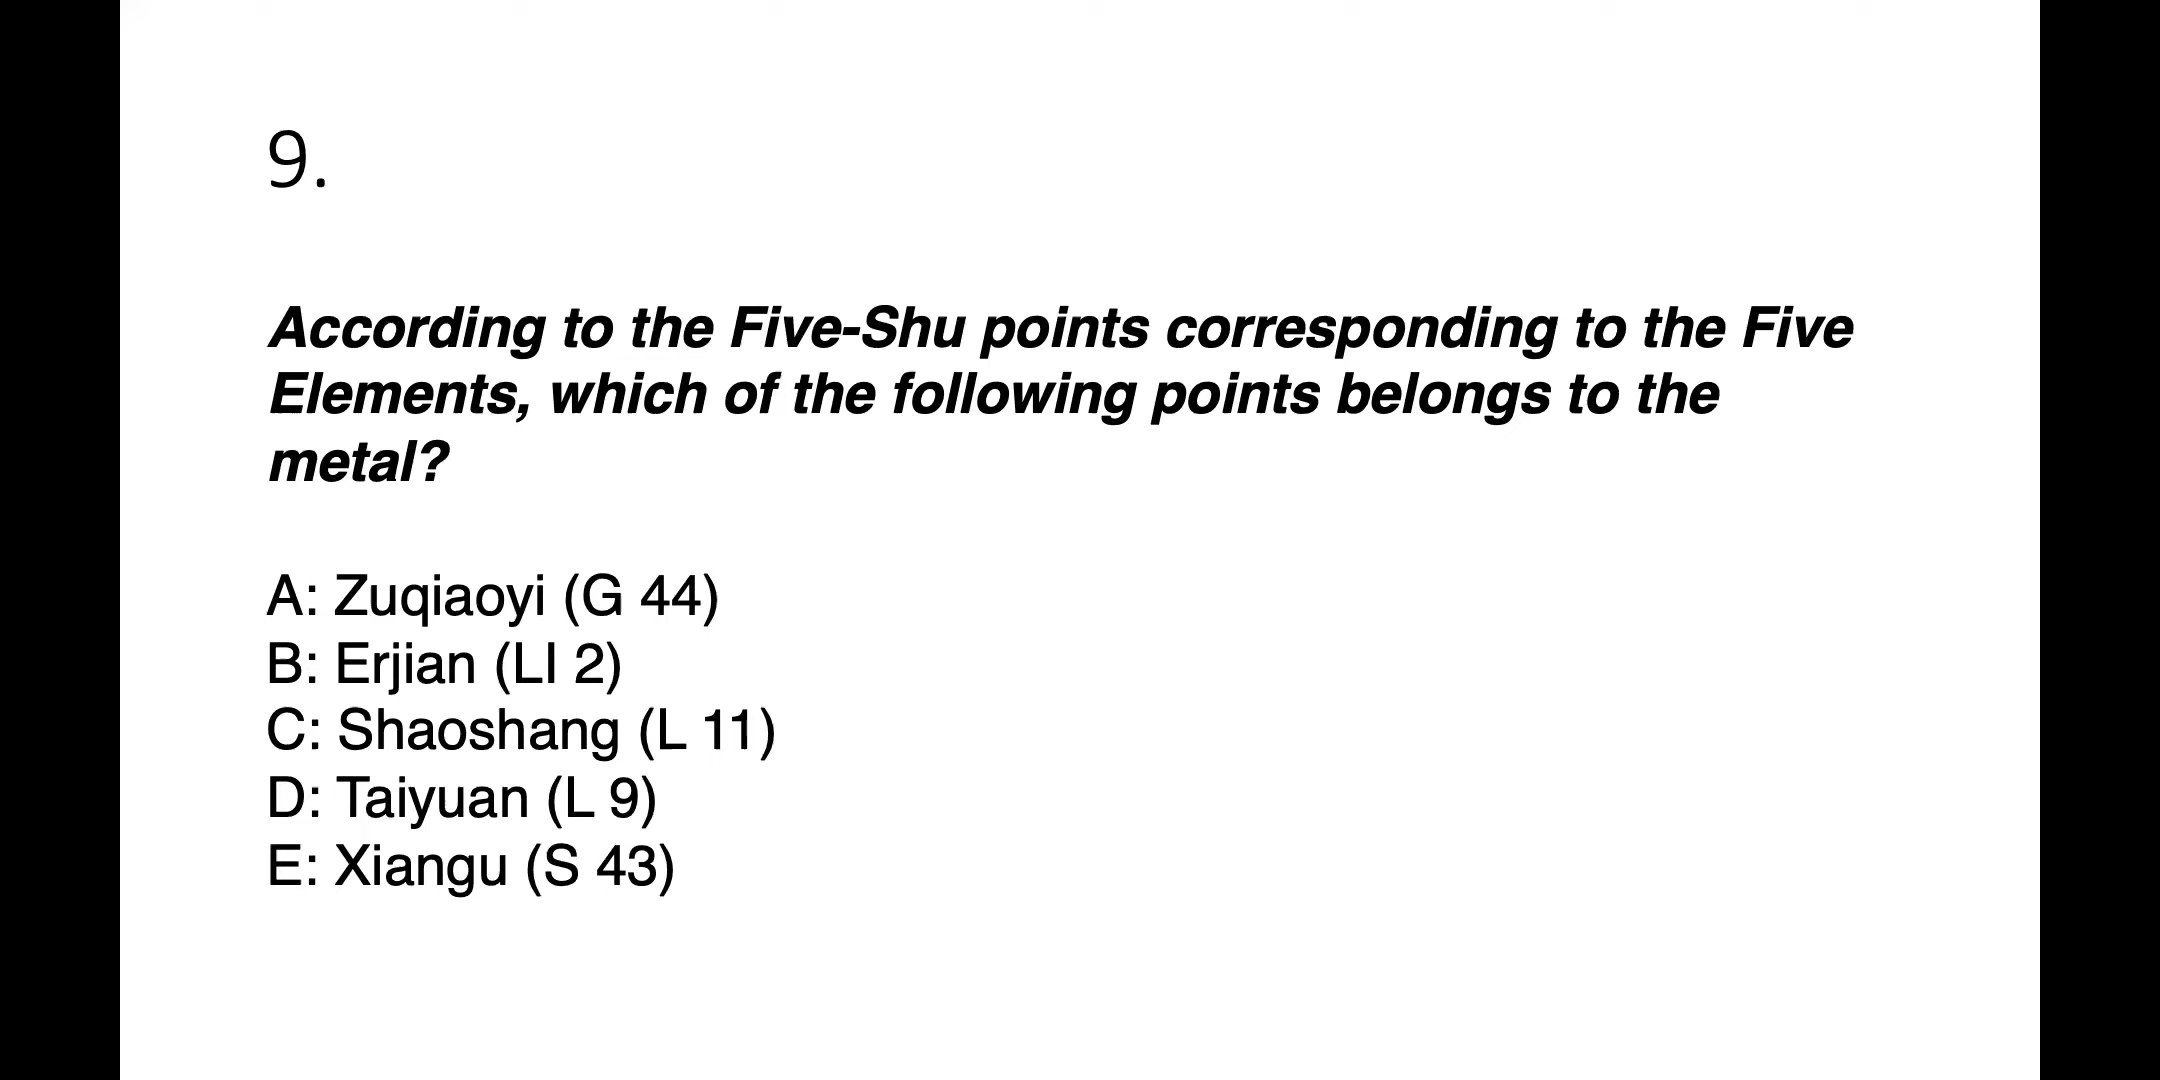 9.
According to the Five-Shu points corresponding to the Five
Elements, which of the following points belongs to the
metal?
A: Zuqiaoyi (G 44)
B: Erjian (LI 2)
C: Shaoshang (L 11)
D: Taiyuan (L 9)
E: Xiangu (S 43)